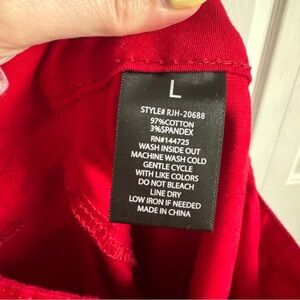 L
STYLE# RJH-20688
97%COTTON
3%SPANDEX
RN#144725
WASH INSIDE OUT
MACHINE WASH COLD
GENTLE CYCLE
WITH LIKE COLORS
DO NOT BLEACH
LINE DRY
LOW IRON IF NEEDED
MADE IN CHINA